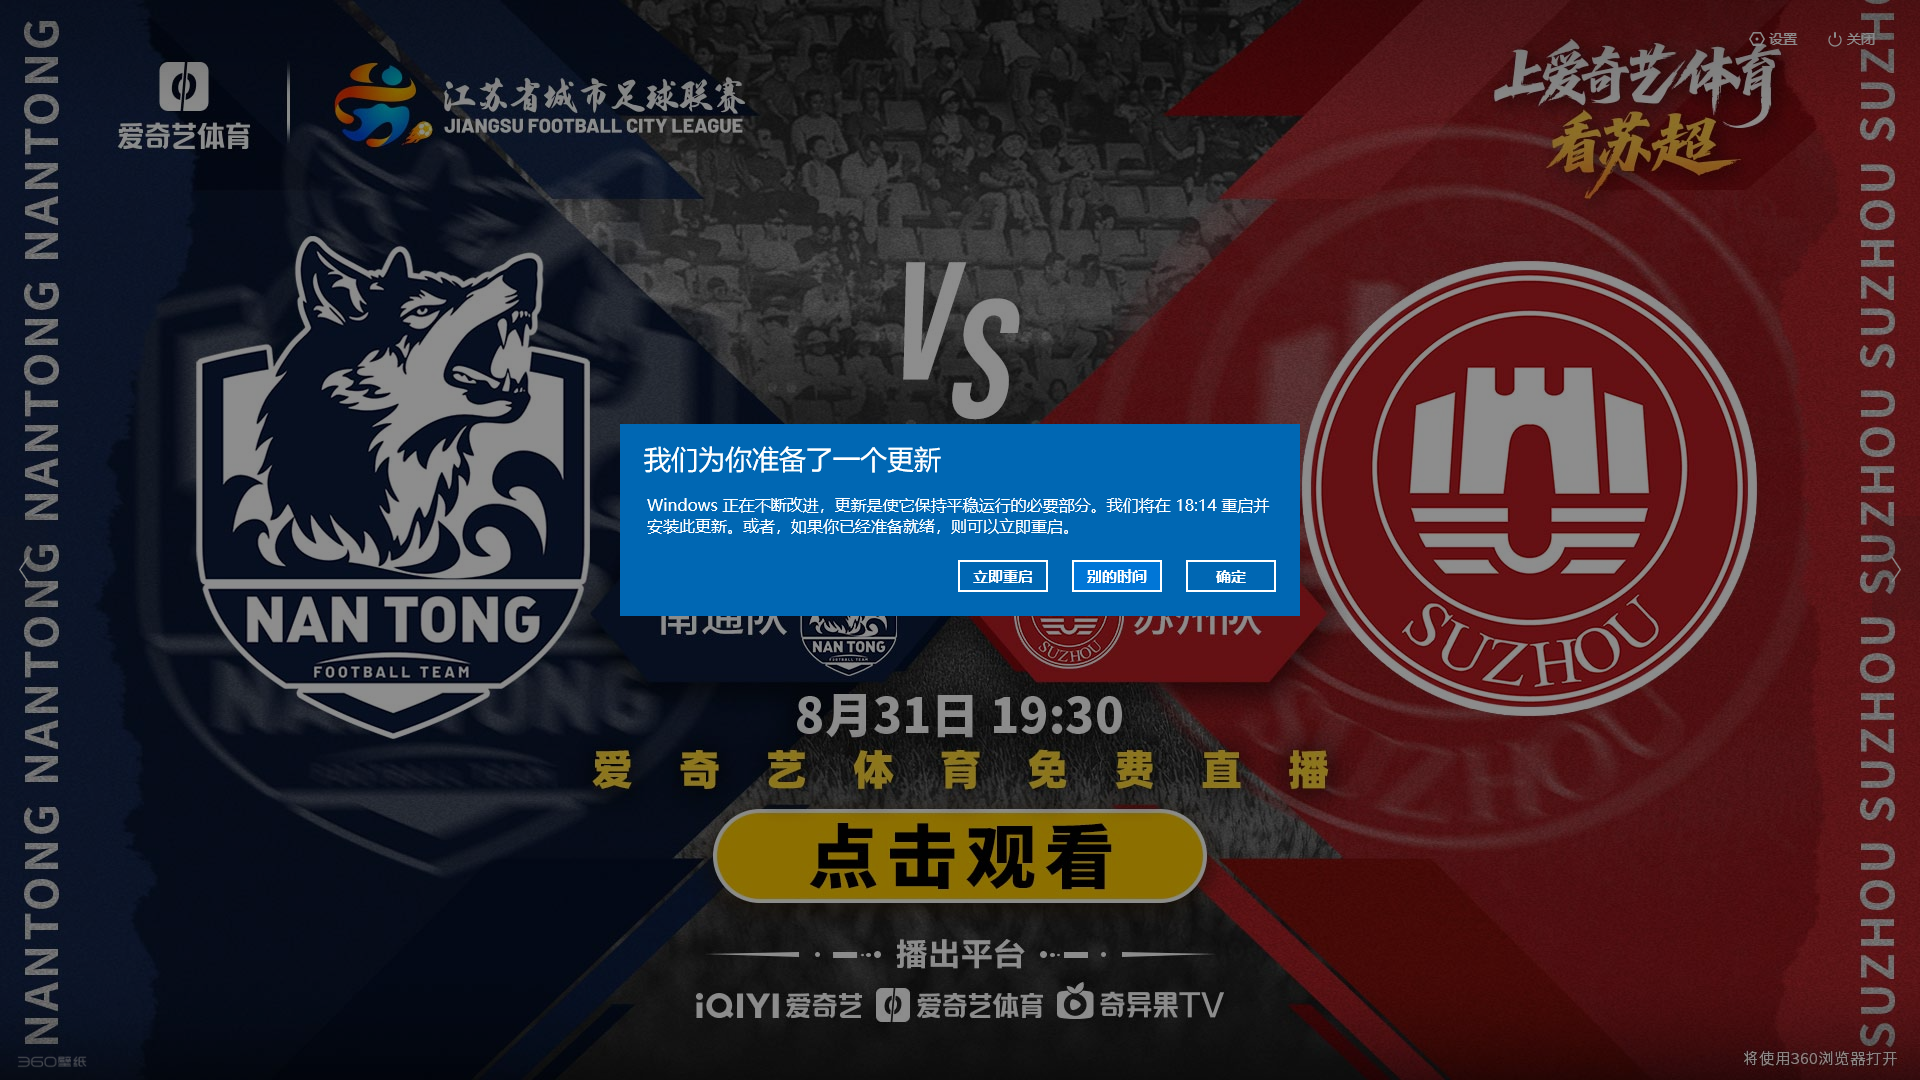 设置
关闭
爱奇艺体育
江苏省城市足球联赛
JIANGSU FOOTBALL CITY LEAGUE
上爱奇艺体育
看苏超
NANTONG NANTONG NANTONG NANTONG
SUZHOU SUZHOU SUZHOU SUZHOU SUZHOU
VS
NAN TONG
FOOTBALL TEAM
SUZHOU
我们为你准备了一个更新
Windows 正在不断改进，更新是使它保持平稳运行的必要部分。我们将在 18:14 重启并
安装此更新。或者，如果你已经准备就绪，则可以立即重启。
立即重启
别的时间
确定
南通队
NAN TONG
FOOTBALL TEAM
SUZHOU
苏州队
8月31日 19:30
爱奇艺体育免费直播
点击观看
播出平台
iQIYI 爱奇艺
爱奇艺体育
奇异果TV
360壁纸
将使用360浏览器打开